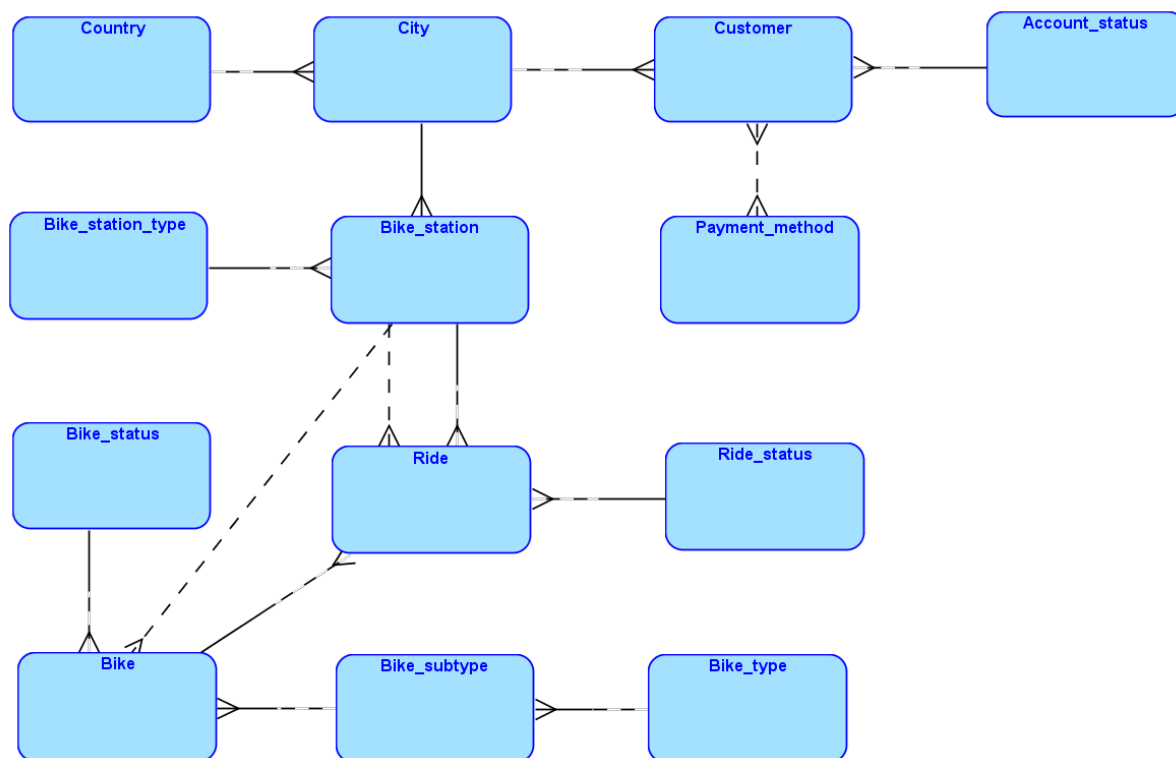 Country
City
Customer
Account_status
Bike_station_type
Bike_station
Payment_method
Bike_status
Ride
Ride_status
Bike
Bike_subtype
Bike_type